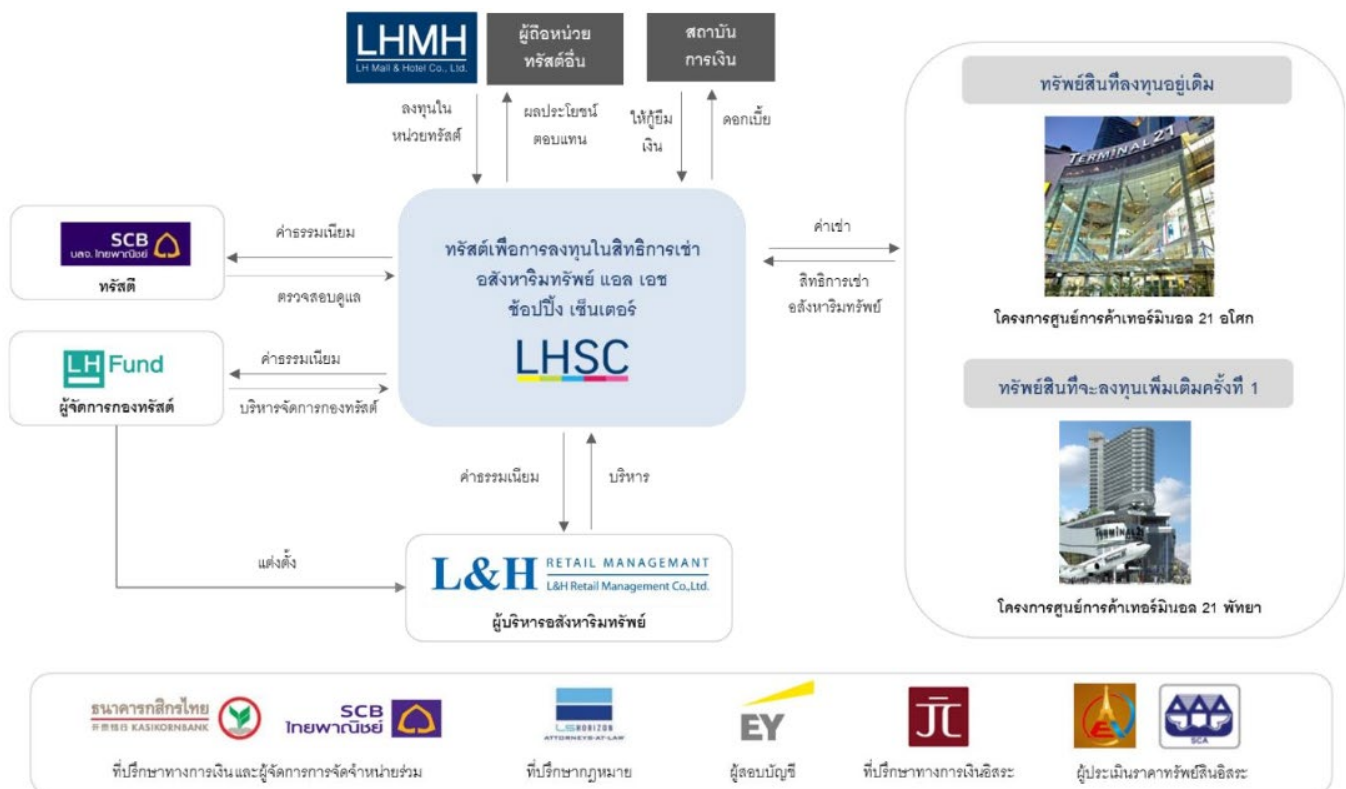 LHMH
LH Mall & Hotel Co., Ltd.
ผู้ถือหน่วย
ทรัสต์อื่น
สถาบัน
การเงิน
ลงทุนใน
หน่วยทรัสต์
ผลประโยชน์
ตอบแทน
ให้กู้ยืม
เงิน
ดอกเบี้ย
SCB
บลจ. ไทยพาณิชย์
ทรัสตี
ค่าธรรมเนียม
ตรวจสอบดูแล
LH Fund
ผู้จัดการกองทรัสต์
ค่าธรรมเนียม
บริหารจัดการกองทรัสต์
ทรัสต์เพื่อการลงทุนในสิทธิการเช่า
อสังหาริมทรัพย์ แอล เอช
ช้อปปิ้ง เซ็นเตอร์
LHSC
ค่าเช่า
สิทธิการเช่า
อสังหาริมทรัพย์
ทรัพย์สินที่ลงทุนอยู่เดิม
TERMINAL 21
โครงการศูนย์การค้าเทอร์มินอล 21 อโศก
ทรัพย์สินที่จะลงทุนเพิ่มเติมครั้งที่ 1
TERMINAL21
โครงการศูนย์การค้าเทอร์มินอล 21 พัทยา
ค่าธรรมเนียม
บริหาร
แต่งตั้ง
L&H RETAIL MANAGEMANT
L&H Retail Management Co.,Ltd.
ผู้บริหารอสังหาริมทรัพย์
ธนาคารกสิกรไทย
开泰银行 KASIKORNBANK
SCB
ไทยพาณิชย์
ที่ปรึกษาทางการเงินและผู้จัดการการจัดจำหน่ายร่วม
HORIZON
ATTORNEYS-AT-LAW
ที่ปรึกษากฎหมาย
EY
ผู้สอบบัญชี
ที่ปรึกษาทางการเงินอิสระ
SCA
ผู้ประเมินราคาทรัพย์สินอิสระ